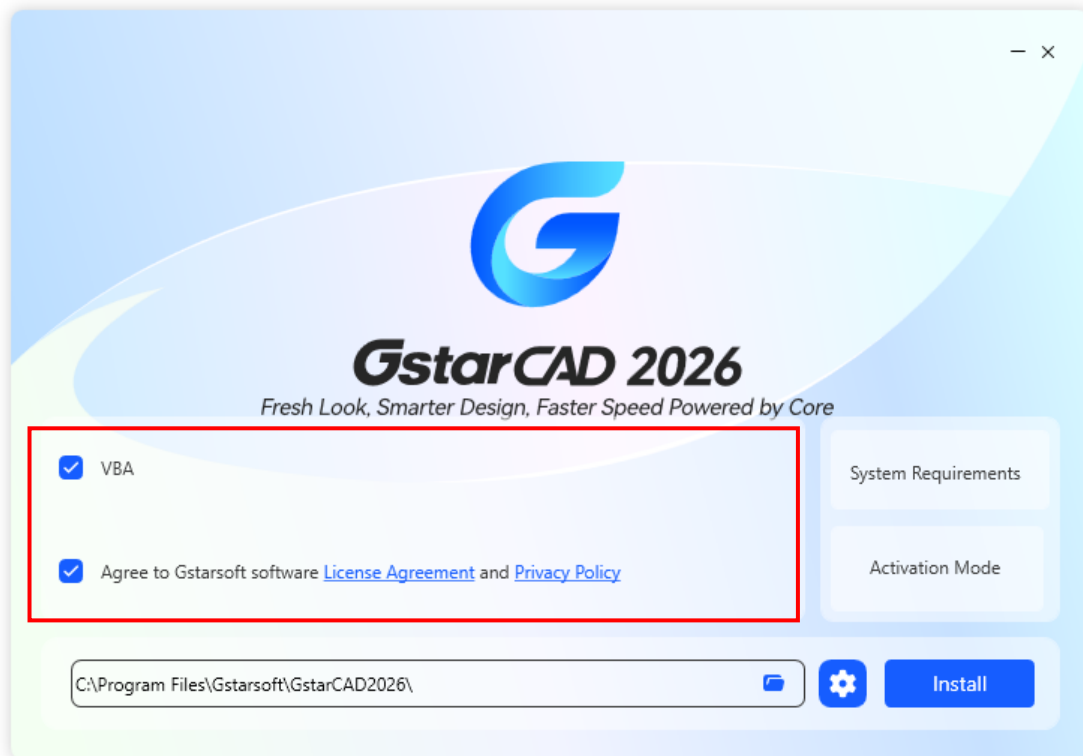 GstarCAD 2026
Fresh Look, Smarter Design, Faster Speed Powered by Core
VBA
System Requirements
Agree to Gstarsoft software License Agreement and Privacy Policy
Activation Mode
C:\Program Files\Gstarsoft\GstarCAD2026\
Install